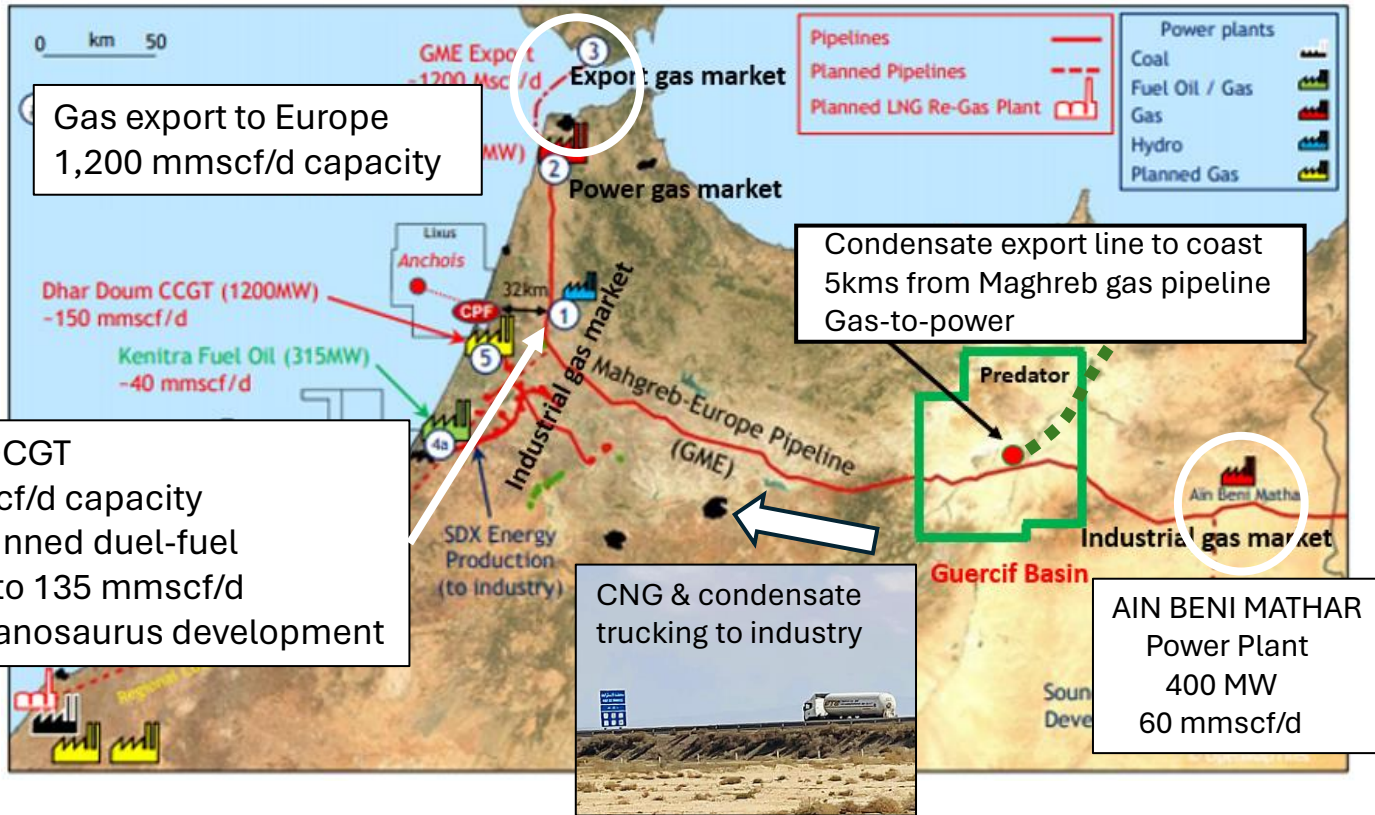 0 km 50
GME Export
~1200 Mscf/d
3
Export gas market
Gas export to Europe
1,200 mmscf/d capacity
MW)
2
Power gas market
Pipelines
Planned Pipelines
Planned LNG Re-Gas Plant
Power plants
Coal
Fuel Oil / Gas
Gas
Hydro
Planned Gas
Lixus
Anchois
CPF
32km
1
Dhar Doum CCGT (1200MW)
~150 mmscf/d
5
Kenitra Fuel Oil (315MW)
~40 mmscf/d
4a
Industrial gas market
Mahgreb-Europe Pipeline
(GME)
Condensate export line to coast
5kms from Maghreb gas pipeline
Gas-to-power
Predator
Ain Beni Matha
Industrial gas market
Guercif Basin
CGT
cf/d capacity
nned duel-fuel
to 135 mmscf/d
anosaurus development
SDX Energy
Production
(to industry)
CNG & condensate
trucking to industry
AIN BENI MATHAR
Power Plant
400 MW
60 mmscf/d
Soun
Deve
Regional